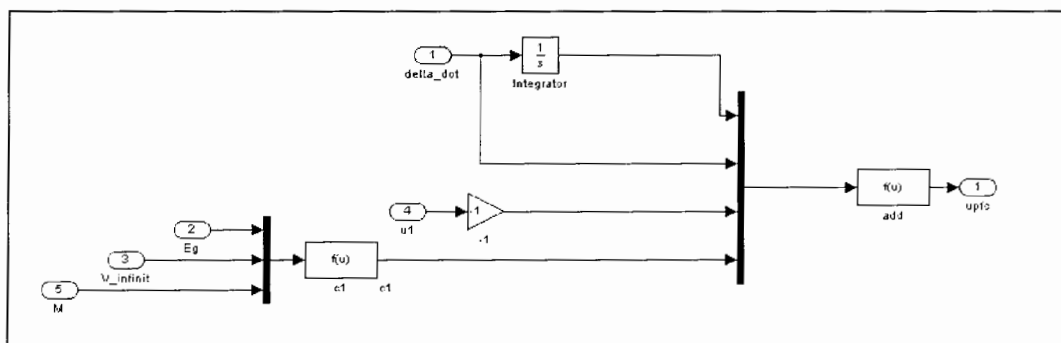 1
delta_dot
1
s
Integrator
2
Eg
3
V_infinit
5
M
f(u)
c1 c1
4
u1
-1
-1
f(u)
add
1
upfc